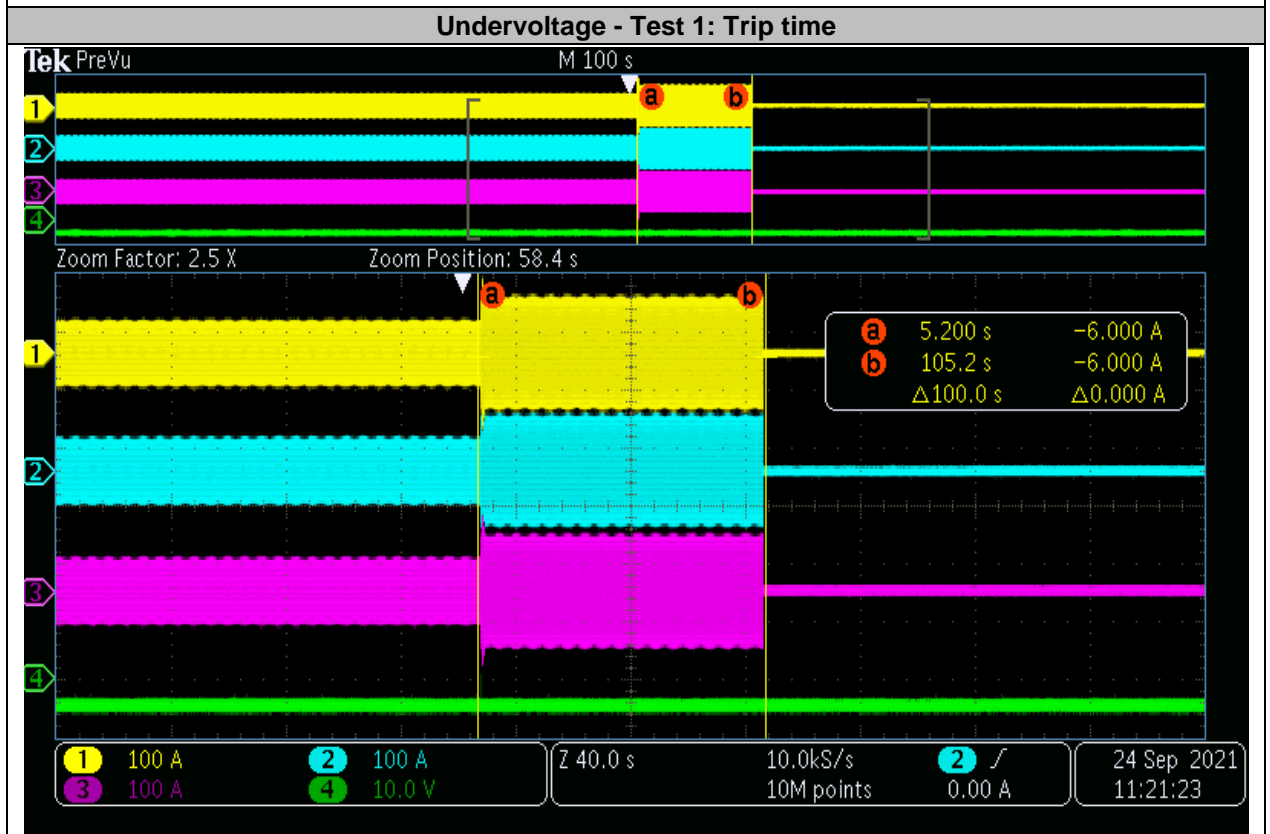 Undervoltage - Test 1: Trip time
Tek PreVu M 100 s
1
a b
2
3
4
Zoom Factor: 2.5 X Zoom Position: 58.4 s
a b
1
a 5.200 s -6.000 A
b 105.2 s -6.000 A
△100.0 s △0.000 A
2
3
4
1 100 A 2 100 A Z 40.0 s 10.0kS/s 2 24 Sep 2021
3 100 A 4 10.0 V 10M points 0.00 A 11:21:23